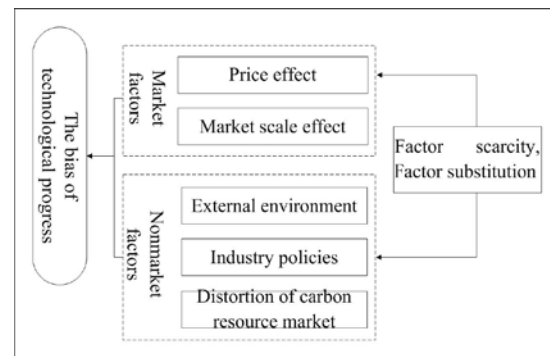 The bias of
technological progress
Market
factors
Price effect
Market scale effect
Nonmarket
factors
External environment
Industry policies
Distortion of carbon
resource market
Factor scarcity,
Factor substitution